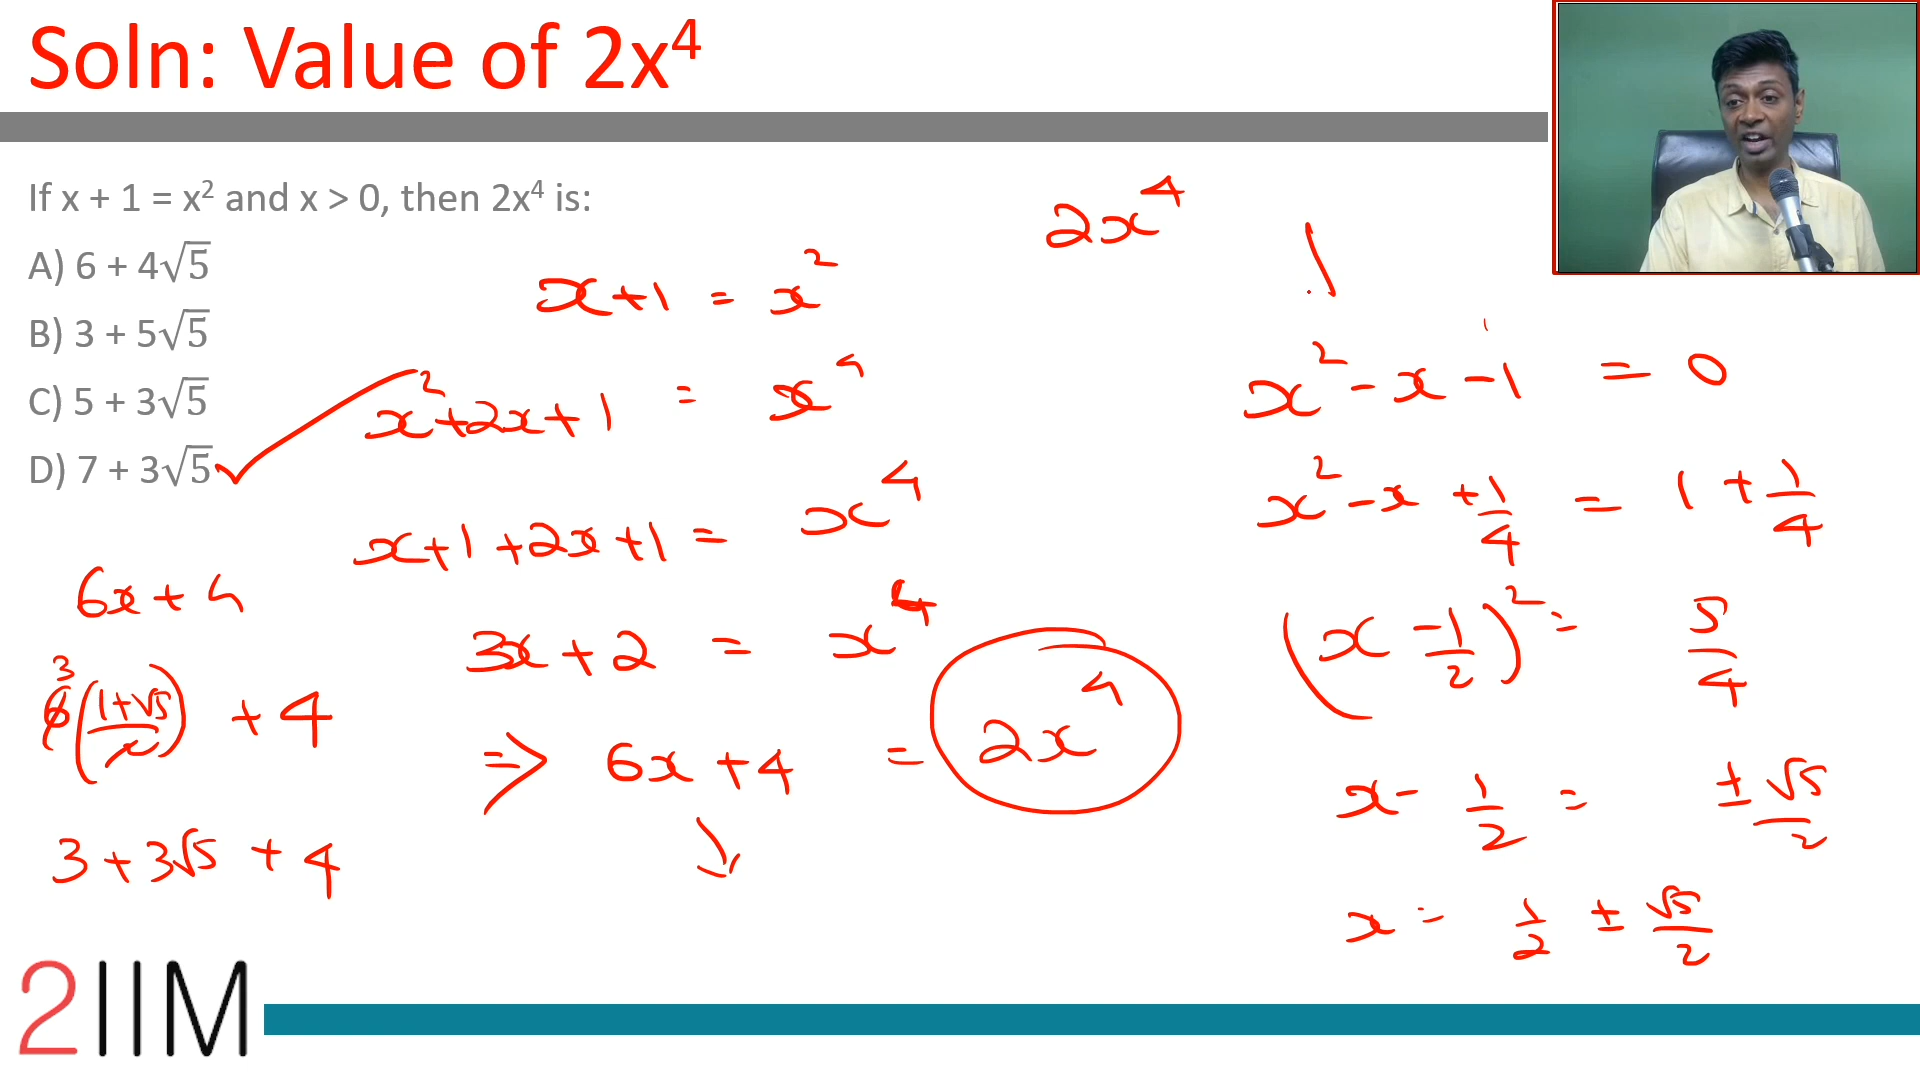 Soln: Value of 2x⁴
If x + 1 = x² and x > 0, then 2x⁴ is:
A) 6 + 4√5
B) 3 + 5√5
C) 5 + 3√5
D) 7 + 3√5
2x⁴
x+1 = x²
x²+2x+1 = x⁴
x+1+2x+1 = x⁴
3x+2 = x⁴
⇒ 6x+4 = 2x⁴
6x+4
3
6(1+√5/2) + 4
3+3√5 + 4
x²-x-1 = 0
x²-x+1/4 = 1+1/4
(x-1/2)² = 5/4
x-1/2 = ±√5/2
x = 1/2 ± √5/2
2IIM